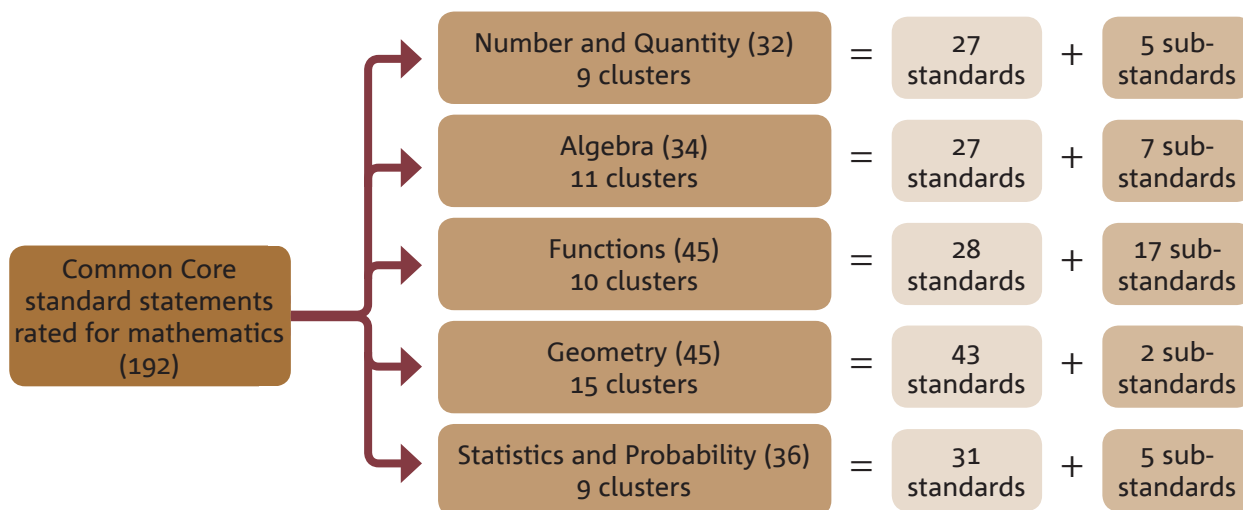 Common Core
standard statements
rated for mathematics
(192)
Number and Quantity (32)
9 clusters
=
27
standards
+
5 sub-
standards
Algebra (34)
11 clusters
=
27
standards
+
7 sub-
standards
Functions (45)
10 clusters
=
28
standards
+
17 sub-
standards
Geometry (45)
15 clusters
=
43
standards
+
2 sub-
standards
Statistics and Probability (36)
9 clusters
=
31
standards
+
5 sub-
standards